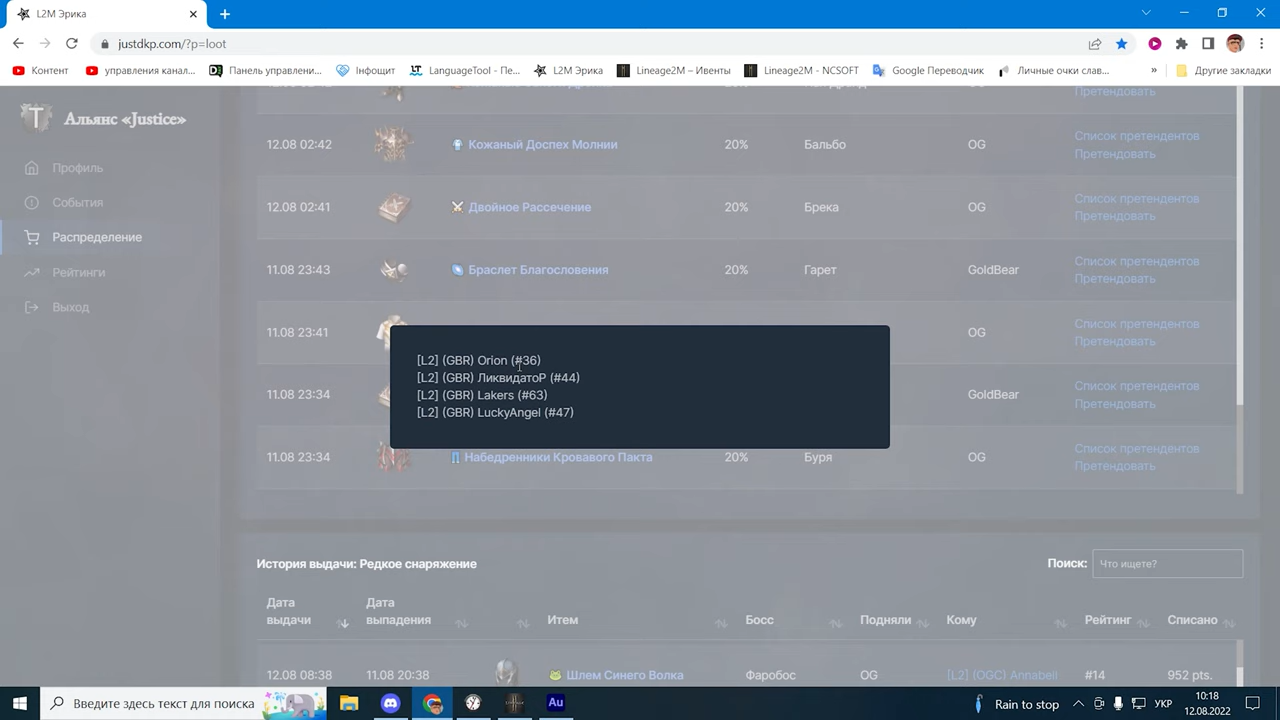 L2M Эрика
justdkp.com/?p=loot
Контент
управления канал...
Панель управлени...
Інфощит
LanguageTool - Пе...
L2M Эрика
Lineage2M – Ивенты
Lineage2M - NCSOFT
Google Переводчик
Личные очки слав...
»
Другие закладки
Альянс «Justice»
Профиль
События
Распределение
Рейтинги
Выход
Претендовать
12.08 02:42 Кожаный Доспех Молнии 20% Бальбо OG Список претендентов
Претендовать
12.08 02:41 Двойное Рассечение 20% Брека OG Список претендентов
Претендовать
11.08 23:43 Браслет Благословения 20% Гарет GoldBear Список претендентов
Претендовать
11.08 23:41 OG Список претендентов
Претендовать
11.08 23:34 GoldBear Список претендентов
Претендовать
11.08 23:34 Набедренники Кровавого Пакта 20% Буря OG Список претендентов
Претендовать
[L2] (GBR) Orion (#36)
[L2] (GBR) ЛиквидатоР (#44)
[L2] (GBR) Lakers (#63)
[L2] (GBR) LuckyAngel (#47)
История выдачи: Редкое снаряжение
Поиск: Что ищете?
Дата выдачи
Дата выпадения
Итем
Босс
Подняли
Кому
Рейтинг
Списано
12.08 08:38 11.08 20:38 Шлем Синего Волка Фаробос OG [L2] (OGC) Annabell #14 952 pts.
Введите здесь текст для поиска
Au
Rain to stop
УКР
10:18
12.08.2022